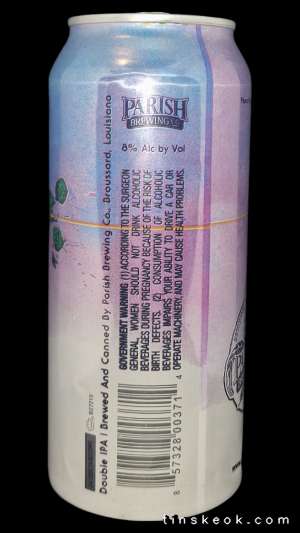 PARISH
BREWING CO.
8% Alc by Vol
GOVERNMENT WARNING (1) ACCORDING TO THE SURGEON
GENERAL, WOMEN SHOULD NOT DRINK ALCOHOLIC
BEVERAGES DURING PREGNANCY BECAUSE OF THE RISK OF
BIRTH DEFECTS. (2) CONSUMPTION OF ALCOHOLIC
BEVERAGES IMPAIRS YOUR ABILITY TO DRIVE A CAR OR
OPERATE MACHINERY, AND MAY CAUSE HEALTH PROBLEMS.
Double IPA | Brewed And Canned By Parish Brewing Co., Broussard, Louisiana
8 57328 00371 4
tinskeok.com